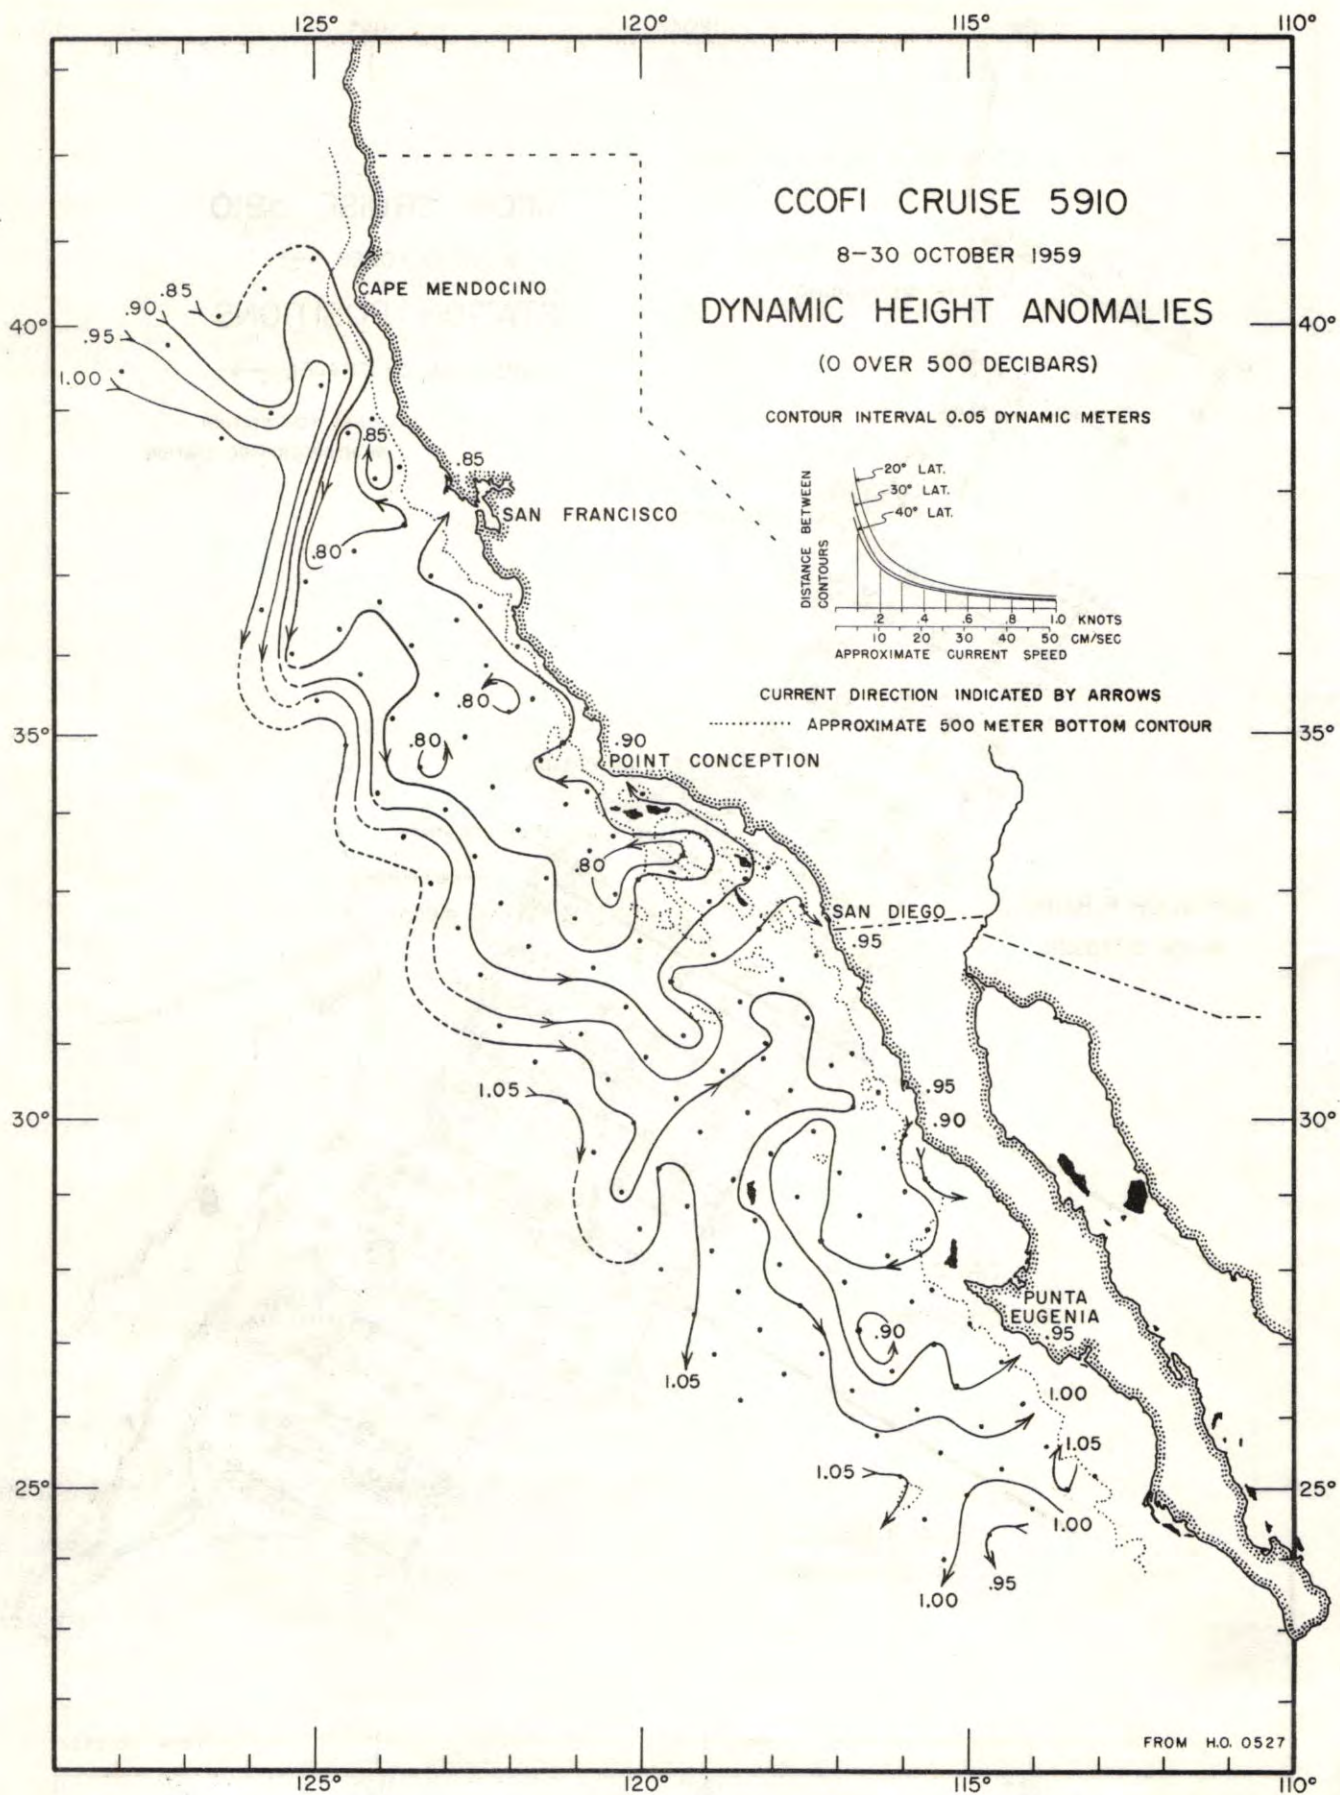 125° 120° 115° 110°
CCOFI CRUISE 5910
8-30 OCTOBER 1959
DYNAMIC HEIGHT ANOMALIES
(0 OVER 500 DECIBARS)
CONTOUR INTERVAL 0.05 DYNAMIC METERS
DISTANCE BETWEEN
CONTOURS
20° LAT.
30° LAT.
40° LAT.
.2 .4 .6 .8 1.0 KNOTS
10 20 30 40 50 CM/SEC
APPROXIMATE CURRENT SPEED
CURRENT DIRECTION INDICATED BY ARROWS
APPROXIMATE 500 METER BOTTOM CONTOUR
CAPE MENDOCINO
.85
.90
40° 40°
.95
1.00
.85
.85
SAN FRANCISCO
.80
.80
35° 35°
.80
.90
POINT CONCEPTION
.80
SAN DIEGO
.95
1.05
.95
30° 30°
.90
PUNTA
EUGENIA
.90
.95
1.05
1.00
1.05
1.05
25° 25°
1.00
.95
1.00
FROM H.O. 0527
125° 120° 115° 110°